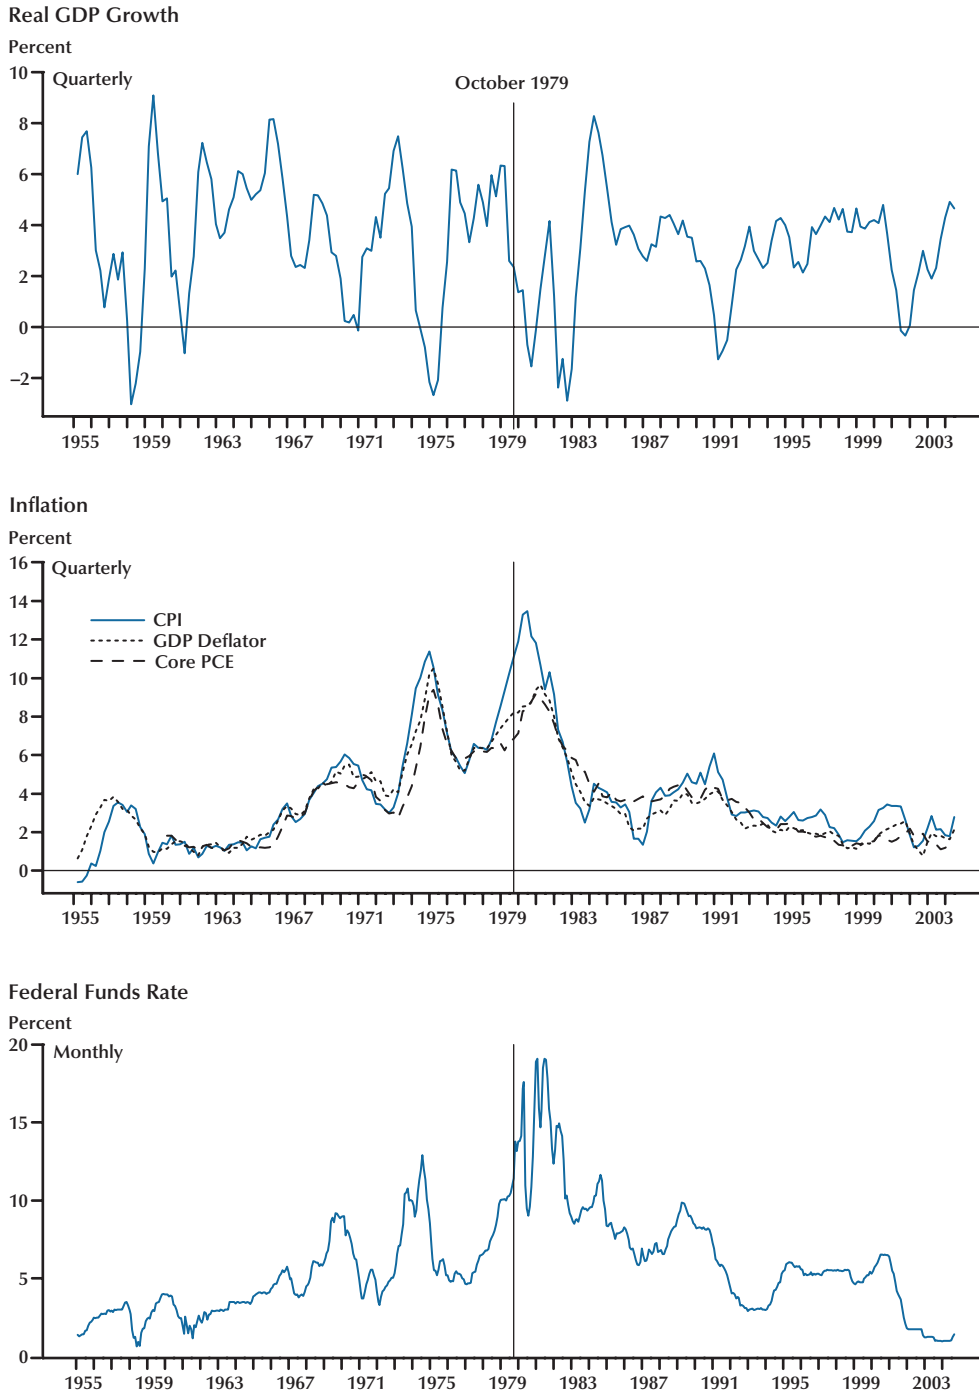 Real GDP Growth
Percent
10
Quarterly
October 1979
8
6
4
2
0
−2
1955 1959 1963 1967 1971 1975 1979 1983 1987 1991 1995 1999 2003
Inflation
Percent
16
Quarterly
14
12
10
8
6
4
2
0
CPI
GDP Deflator
Core PCE
1955 1959 1963 1967 1971 1975 1979 1983 1987 1991 1995 1999 2003
Federal Funds Rate
Percent
20
Monthly
15
10
5
0
1955 1959 1963 1967 1971 1975 1979 1983 1987 1991 1995 1999 2003